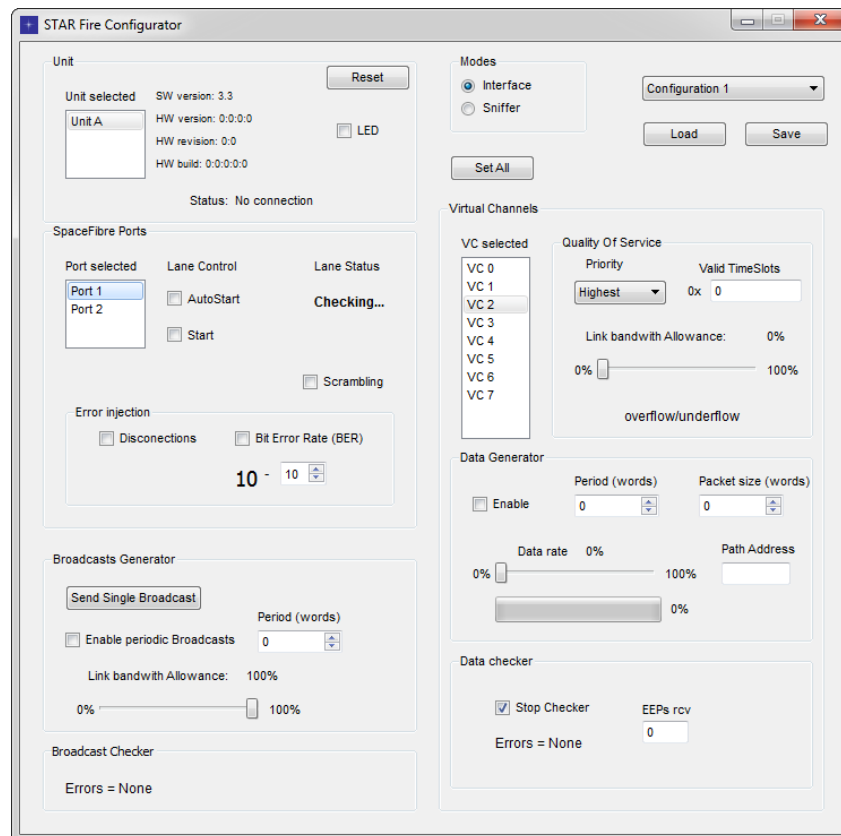 STAR Fire Configurator
Unit
Reset
Unit selected
SW version: 3.3
Unit A
HW version: 0:0:0:0
LED
HW revision: 0:0
HW build: 0:0:0:0:0
Status: No connection
Modes
Interface
Sniffer
Configuration 1
Load
Save
Set All
SpaceFibre Ports
Port selected
Lane Control
Lane Status
Port 1
Port 2
AutoStart
Checking...
Start
Scrambling
Error injection
Disconections
Bit Error Rate (BER)
10 - 10
Broadcasts Generator
Send Single Broadcast
Period (words)
Enable periodic Broadcasts
0
Link bandwith Allowance: 100%
0% 100%
Broadcast Checker
Errors = None
Virtual Channels
VC selected
VC 0
VC 1
VC 2
VC 3
VC 4
VC 5
VC 6
VC 7
Quality Of Service
Priority
Valid TimeSlots
Highest
0x 0
Link bandwith Allowance: 0%
0% 100%
overflow/underflow
Data Generator
Period (words)
Packet size (words)
Enable
0
0
Data rate 0%
Path Address
0% 100%
0%
Data checker
Stop Checker
EEPs rcv
0
Errors = None